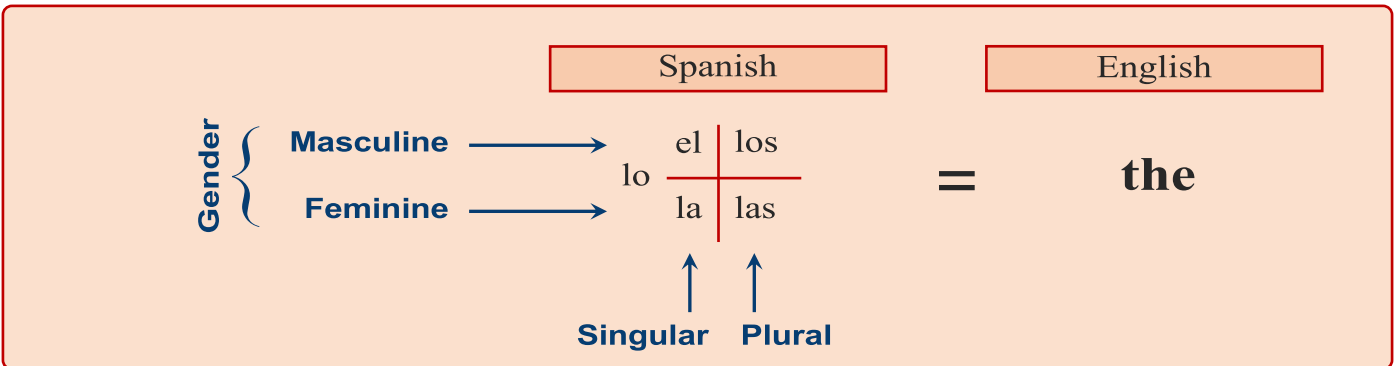 Spanish English
Gender
Masculine el los
lo = the
Feminine la las
Singular Plural